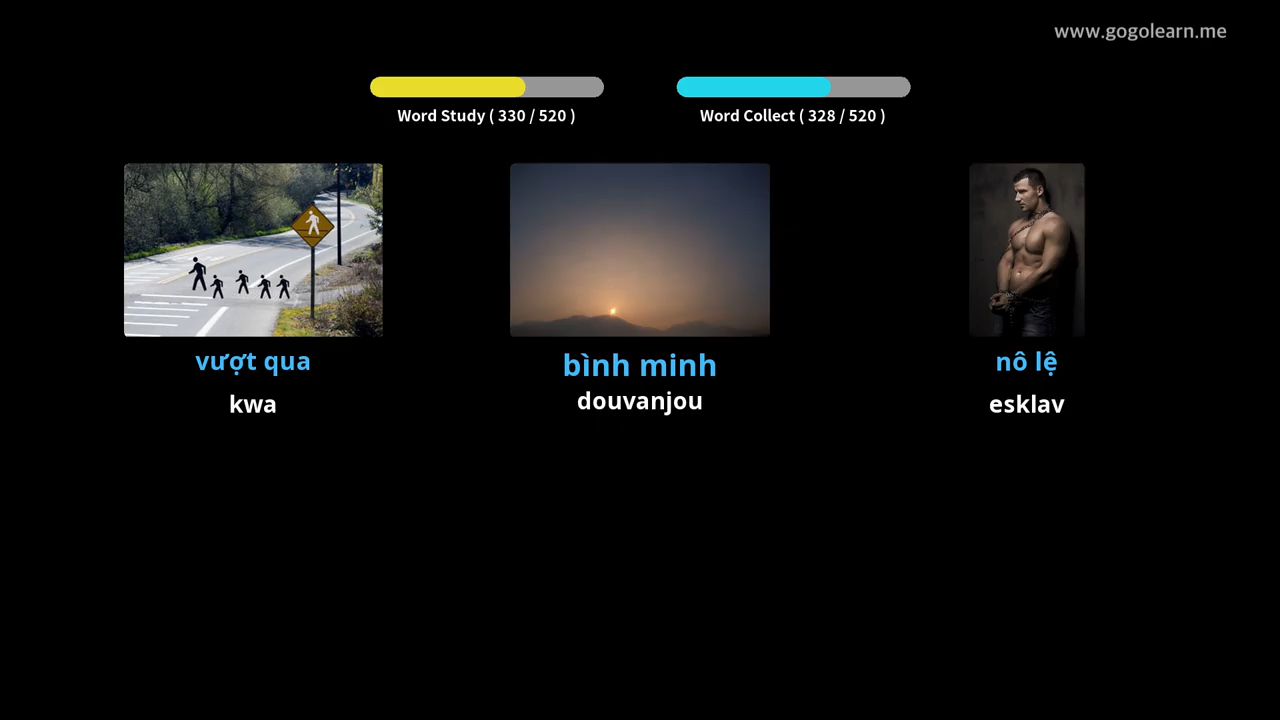 www.gogolearn.me
Word Study ( 330 / 520 )
Word Collect ( 328 / 520 )
vượt qua
bình minh
nô lệ
kwa
douvanjou
esklav